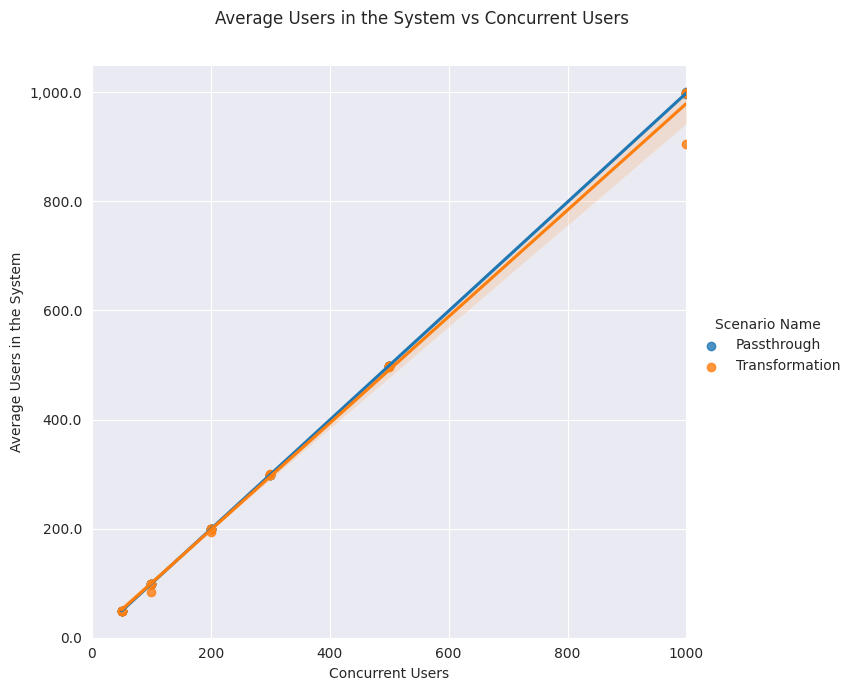 Average Users in the System vs Concurrent Users
1,000.0
800.0
600.0
400.0
200.0
0.0
Average Users in the System
0 200 400 600 800 1000
Concurrent Users
Scenario Name
Passthrough
Transformation